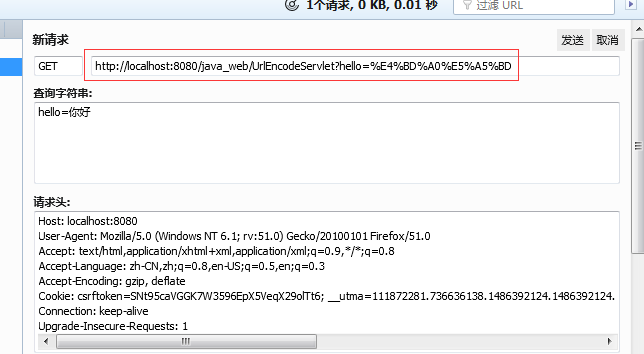 1个请求, 0 KB, 0.01 秒
过滤 URL
新请求
发送 取消
GET
http://localhost:8080/java_web/UrlEncodeServlet?hello=%E4%BD%A0%E5%A5%BD
查询字符串:
hello=你好
请求头:
Host: localhost:8080
User-Agent: Mozilla/5.0 (Windows NT 6.1; rv:51.0) Gecko/20100101 Firefox/51.0
Accept: text/html,application/xhtml+xml,application/xml;q=0.9,*/*;q=0.8
Accept-Language: zh-CN,zh;q=0.8,en-US;q=0.5,en;q=0.3
Accept-Encoding: gzip, deflate
Cookie: csrftoken=SNt95caVGGK7W3596EpX5VeqX29olTt6; __utma=111872281.736636138.1486392124.1486392124.
Connection: keep-alive
Upgrade-Insecure-Requests: 1